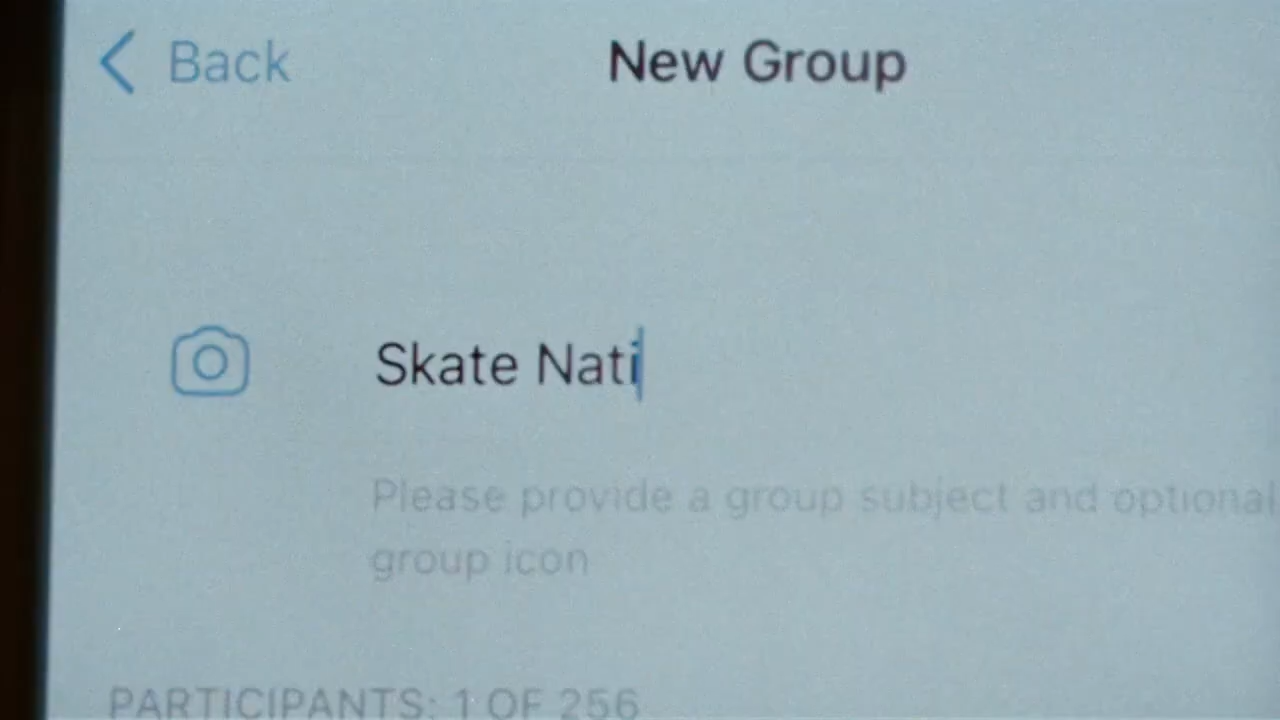 Back
New Group
Skate Nati
Please provide a group subject and optional
group icon
PARTICIPANTS: 1 OF 256